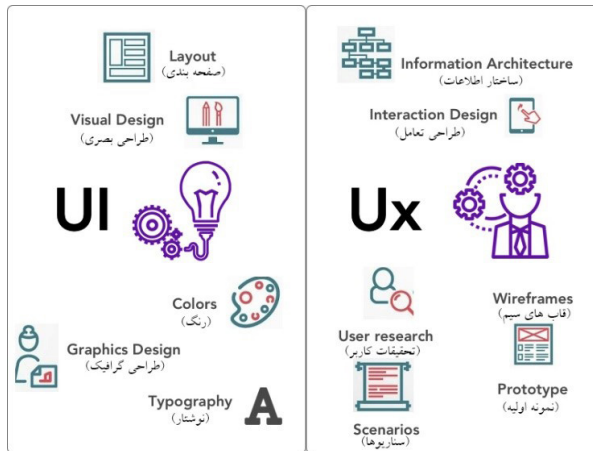 Layout
(صفحه بندی)
Visual Design
(طراحی بصری)
UI
Colors
(رنگ)
Graphics Design
(طراحی گرافیک)
Typography
(نوشتار)
A
Information Architecture
(ساختار اطلاعات)
Interaction Design
(طراحی تعامل)
Ux
Wireframes
(قاب های سیم)
User research
(تحقیقات کاربر)
Prototype
(نمونه اولیه)
Scenarios
(سناریوها)